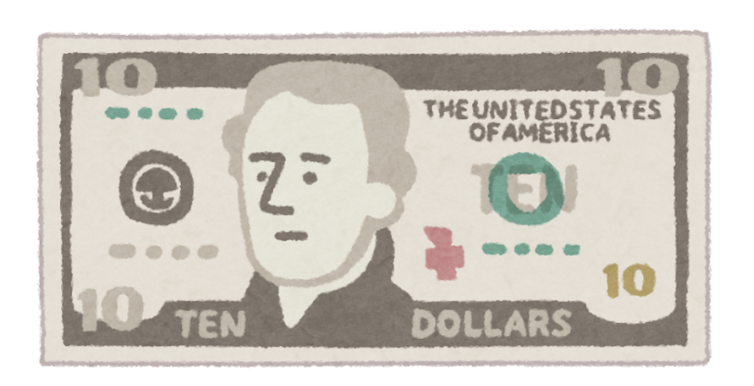 10 10
THE UNITED STATES
OF AMERICA
TEN
10
10
TEN DOLLARS